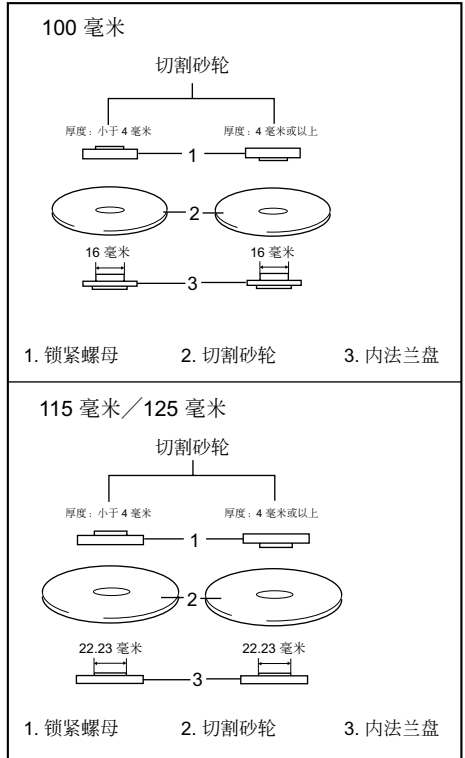 100 毫米
切割砂轮
厚度：小于 4 毫米 厚度：4 毫米或以上
1
2
16 毫米 16 毫米
3
1. 锁紧螺母 2. 切割砂轮 3. 内法兰盘
115 毫米／125 毫米
切割砂轮
厚度：小于 4 毫米 厚度：4 毫米或以上
1
2
22.23 毫米 22.23 毫米
3
1. 锁紧螺母 2. 切割砂轮 3. 内法兰盘